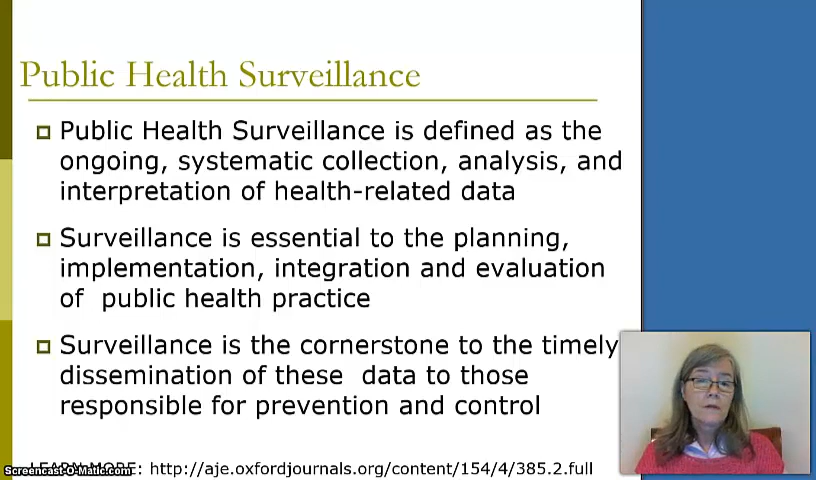 Public Health Surveillance
Public Health Surveillance is defined as the
ongoing, systematic collection, analysis, and
interpretation of health-related data
Surveillance is essential to the planning,
implementation, integration and evaluation
of public health practice
Surveillance is the cornerstone to the timely
dissemination of these data to those
responsible for prevention and control
LEARN MORE: http://aje.oxfordjournals.org/content/154/4/385.2.full
Screencast-O-Matic.com